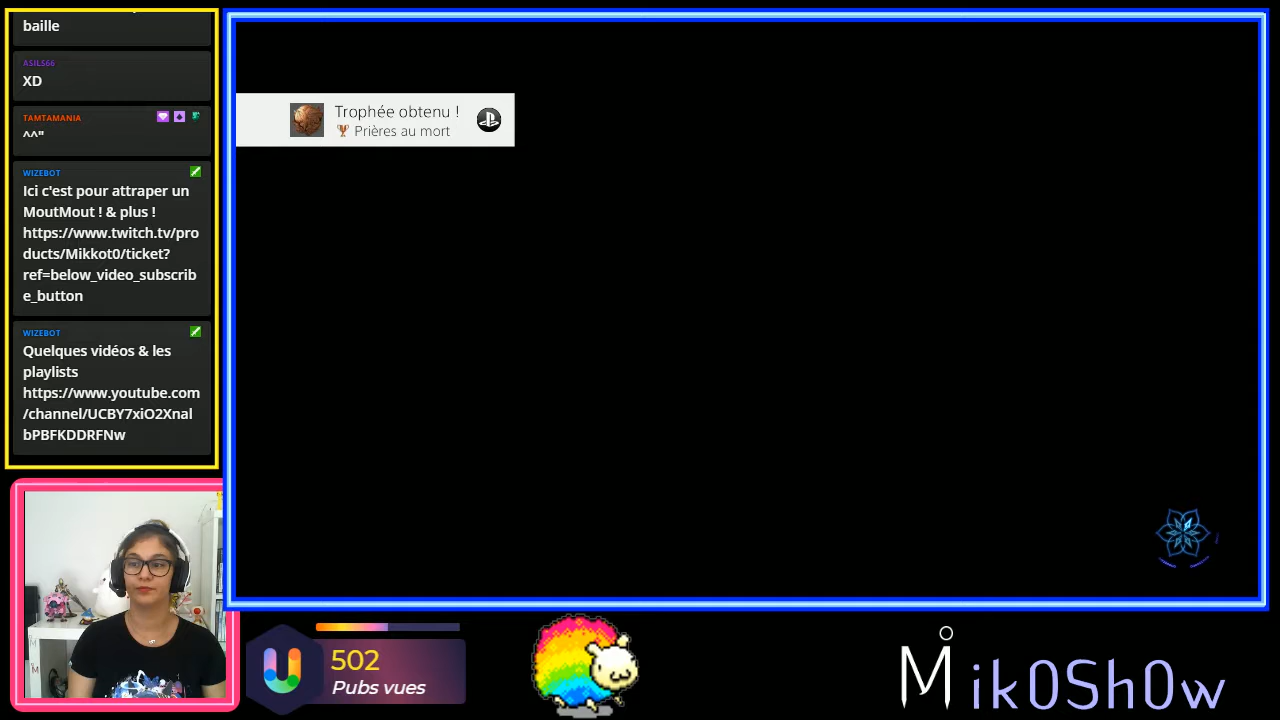 baille
ASIL566
XD
TAMTAMANIA
^^"
WIZEBOT
Ici c'est pour attraper un
MoutMout ! & plus !
https://www.twitch.tv/pro
ducts/Mikkot0/ticket?
ref=below_video_subscrib
e_button
WIZEBOT
Quelques vidéos & les
playlists
https://www.youtube.com
/channel/UCBY7xiO2Xnal
bPBFKDDRFNw
Trophée obtenu !
Prières au mort
502
Pubs vues
MikOShOw